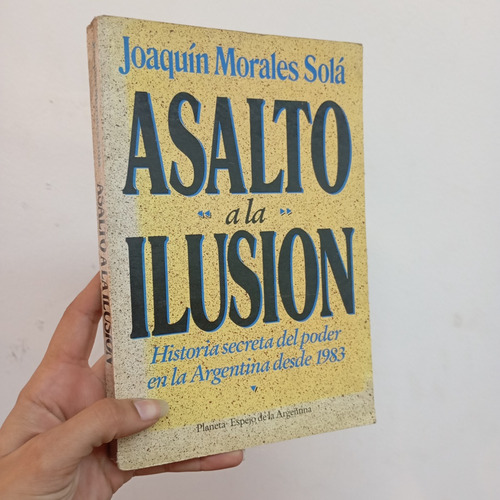 Joaquín Morales Solá
ASALTO
a la
ILUSION
Historia secreta del poder
en la Argentina desde 1983
Planeta Espejo de la Argentina
ASALTO A LA ILUSION